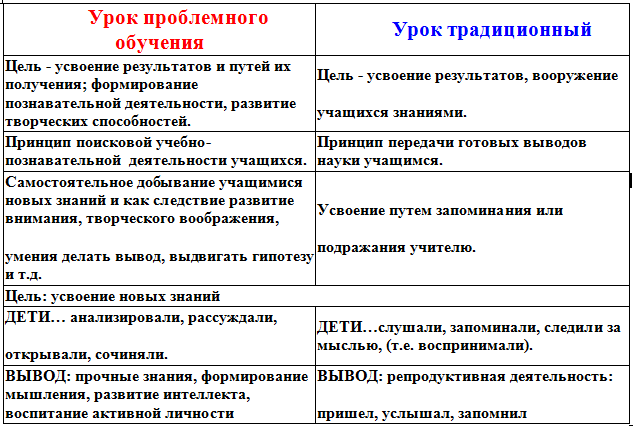 Урок проблемного
обучения
Урок традиционный
Цель - усвоение результатов и путей их
получения; формирование
познавательной деятельности, развитие
творческих способностей.
Цель - усвоение результатов, вооружение
учащихся знаниями.
Принцип поисковой учебно-
познавательной деятельности учащихся.
Принцип передачи готовых выводов
науки учащимся.
Самостоятельное добывание учащимися
новых знаний и как следствие развитие
внимания, творческого воображения,
умения делать вывод, выдвигать гипотезу
и т.д.
Усвоение путем запоминания или
подражания учителю.
Цель: усвоение новых знаний
ДЕТИ… анализировали, рассуждали,
открывали, сочиняли.
ДЕТИ…слушали, запоминали, следили за
мыслью, (т.е. воспринимали).
ВЫВОД: прочные знания, формирование
мышления, развитие интеллекта,
воспитание активной личности
ВЫВОД: репродуктивная деятельность:
пришел, услышал, запомнил